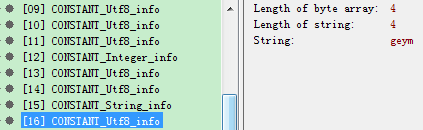 [09] CONSTANT_Utf8_info
[10] CONSTANT_Utf8_info
[11] CONSTANT_Utf8_info
[12] CONSTANT_Integer_info
[13] CONSTANT_Utf8_info
[14] CONSTANT_Utf8_info
[15] CONSTANT_String_info
[16] CONSTANT_Utf8_info
Length of byte array: 4
Length of string: 4
String: geym